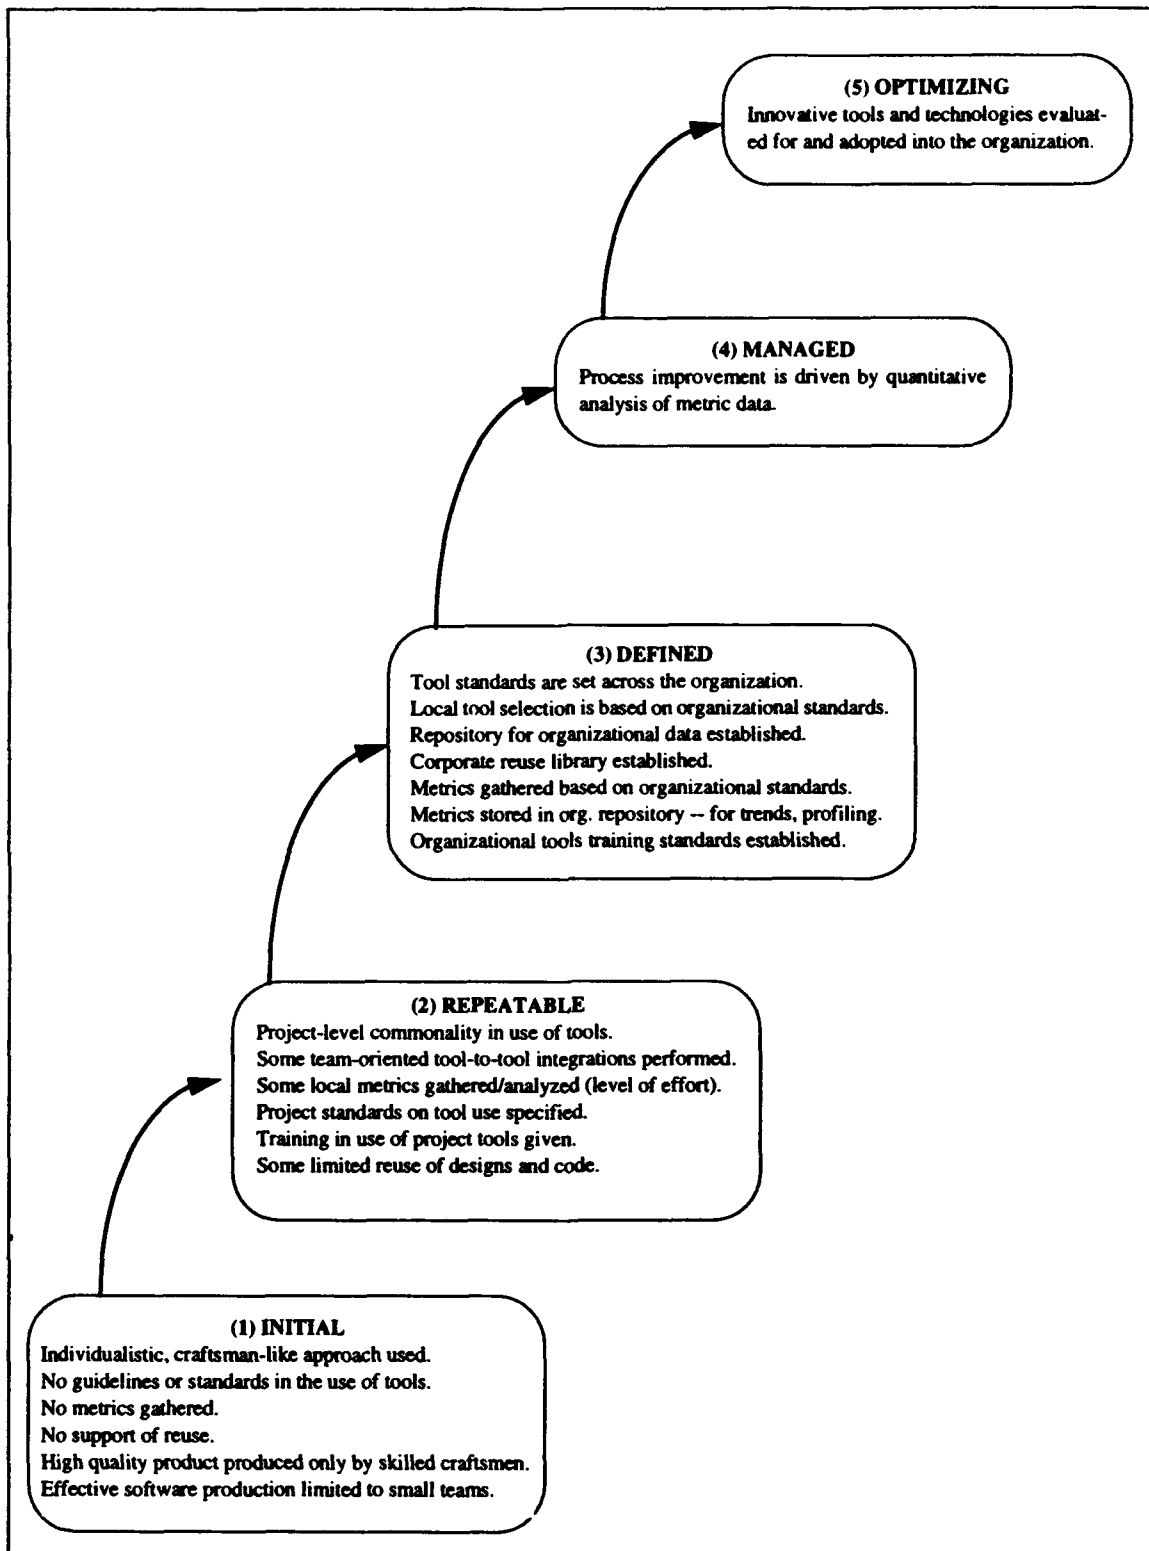 (5) OPTIMIZING
Innovative tools and technologies evaluat-
ed for and adopted into the organization.
(4) MANAGED
Process improvement is driven by quantitative
analysis of metric data.
(3) DEFINED
Tool standards are set across the organization.
Local tool selection is based on organizational standards.
Repository for organizational data established.
Corporate reuse library established.
Metrics gathered based on organizational standards.
Metrics stored in org. repository -- for trends, profiling.
Organizational tools training standards established.
(2) REPEATABLE
Project-level commonality in use of tools.
Some team-oriented tool-to-tool integrations performed.
Some local metrics gathered/analyzed (level of effort).
Project standards on tool use specified.
Training in use of project tools given.
Some limited reuse of designs and code.
(1) INITIAL
Individualistic, craftsman-like approach used.
No guidelines or standards in the use of tools.
No metrics gathered.
No support of reuse.
High quality product produced only by skilled craftsmen.
Effective software production limited to small teams.